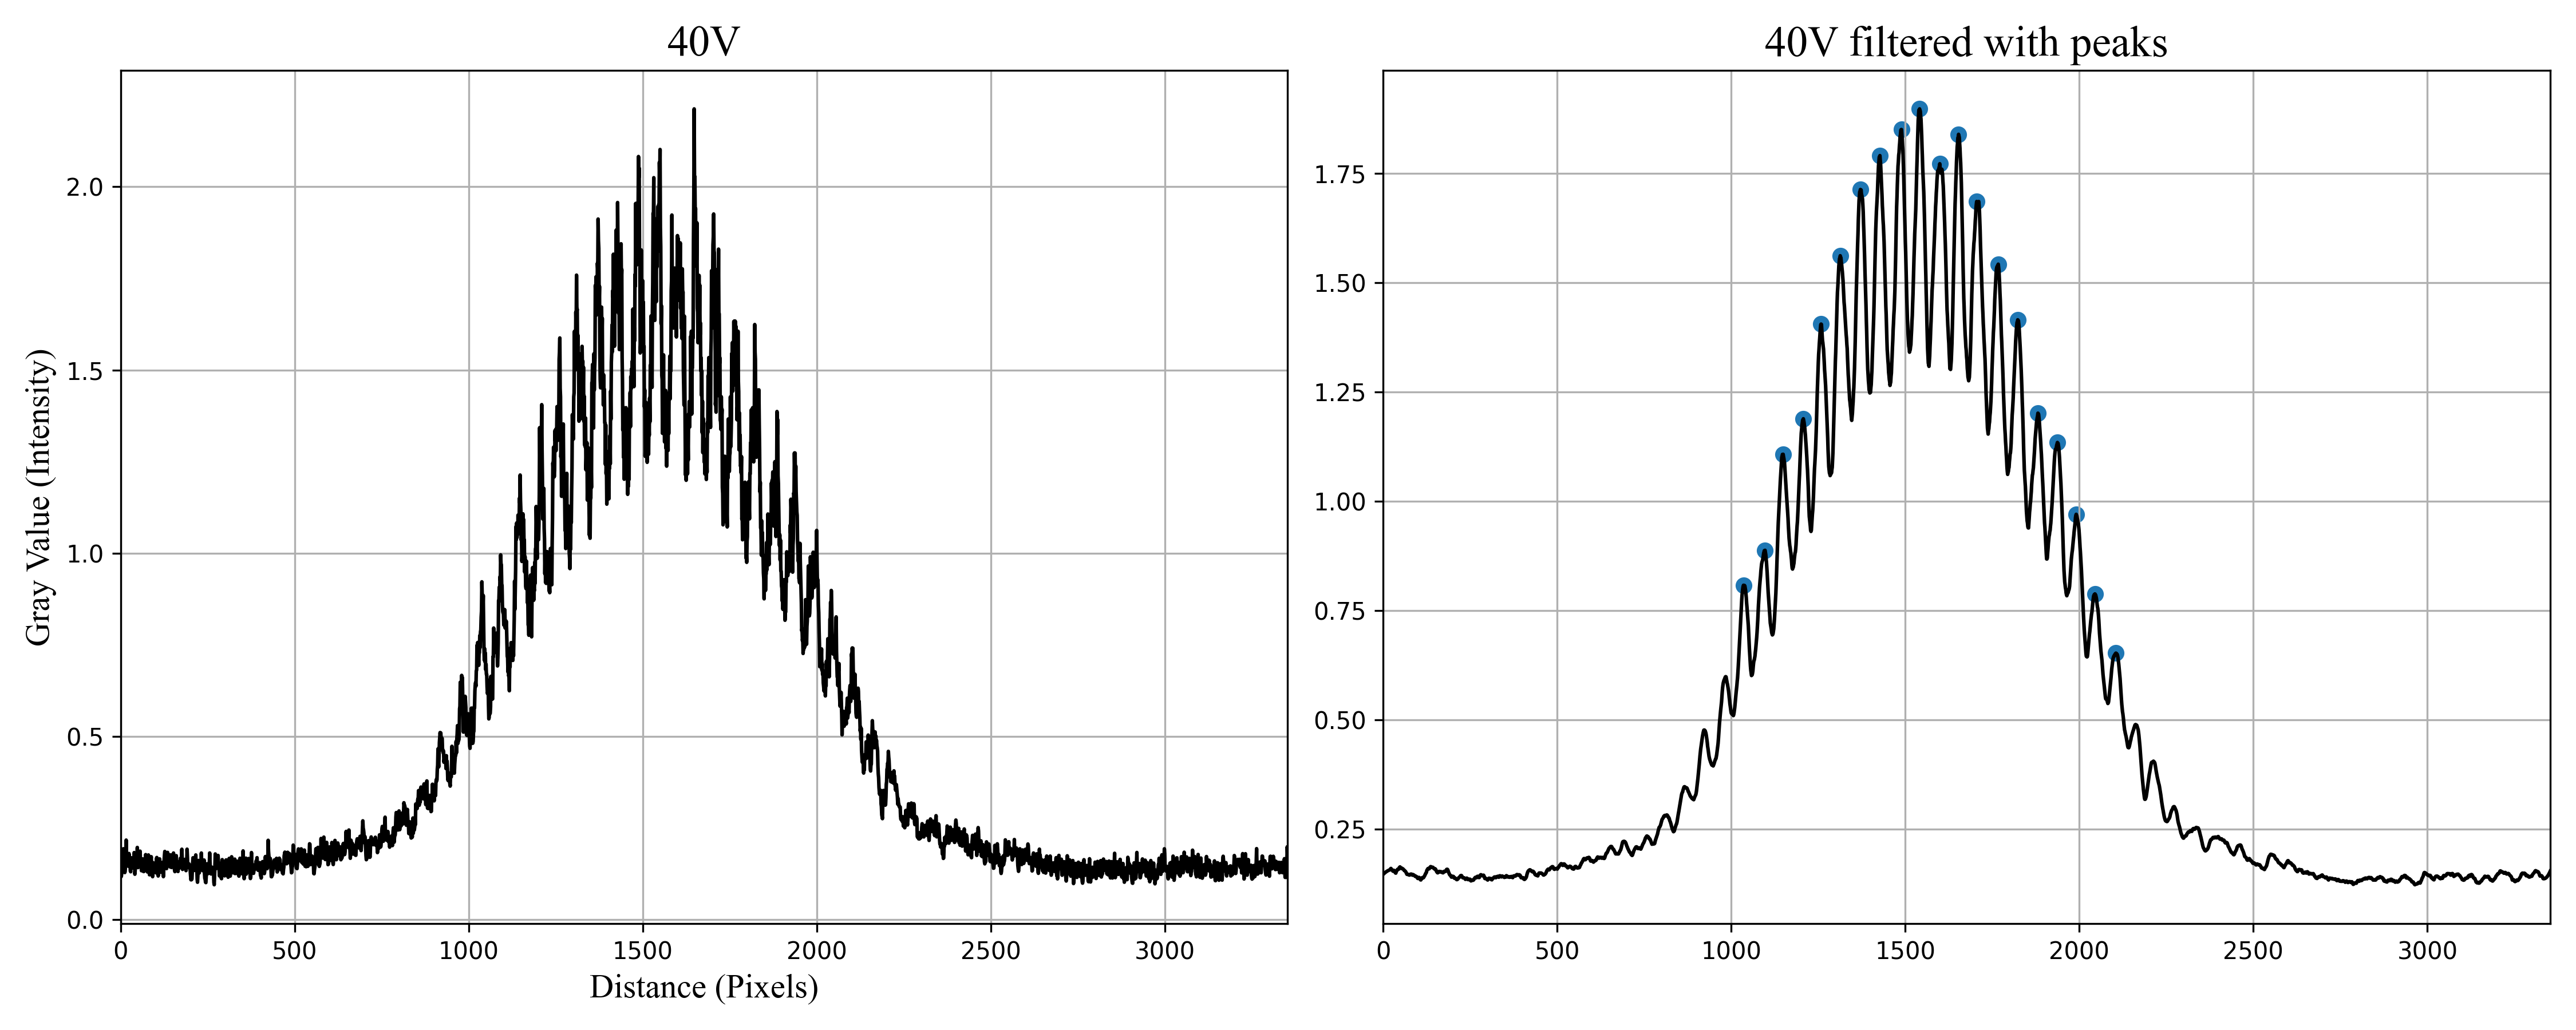 40V
Gray Value (Intensity)
2.0
1.5
1.0
0.5
0.0
0 500 1000 1500 2000 2500 3000
Distance (Pixels)
40V filtered with peaks
1.75
1.50
1.25
1.00
0.75
0.50
0.25
0 500 1000 1500 2000 2500 3000